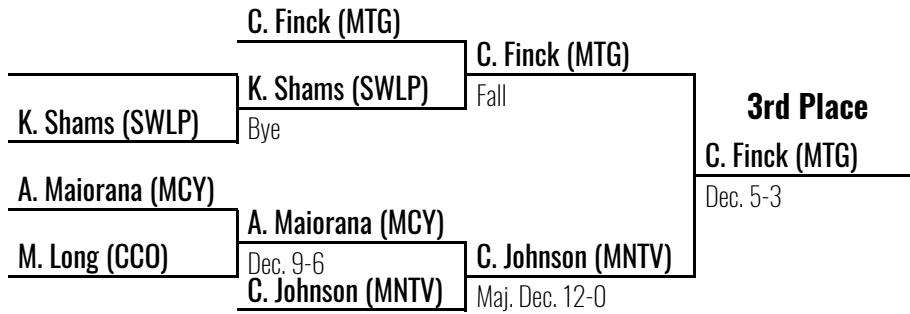 C. Finck (MTG)
C. Finck (MTG)
K. Shams (SWLP)
Fall
3rd Place
K. Shams (SWLP)
Bye
C. Finck (MTG)
A. Maiorana (MCY)
Dec. 5-3
A. Maiorana (MCY)
M. Long (CCO)
Dec. 9-6
C. Johnson (MNTV)
C. Johnson (MNTV)
Maj. Dec. 12-0